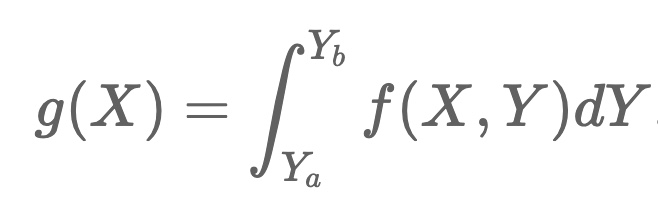 g(X) = ∫_{Y_a}^{Y_b} f(X, Y)dY